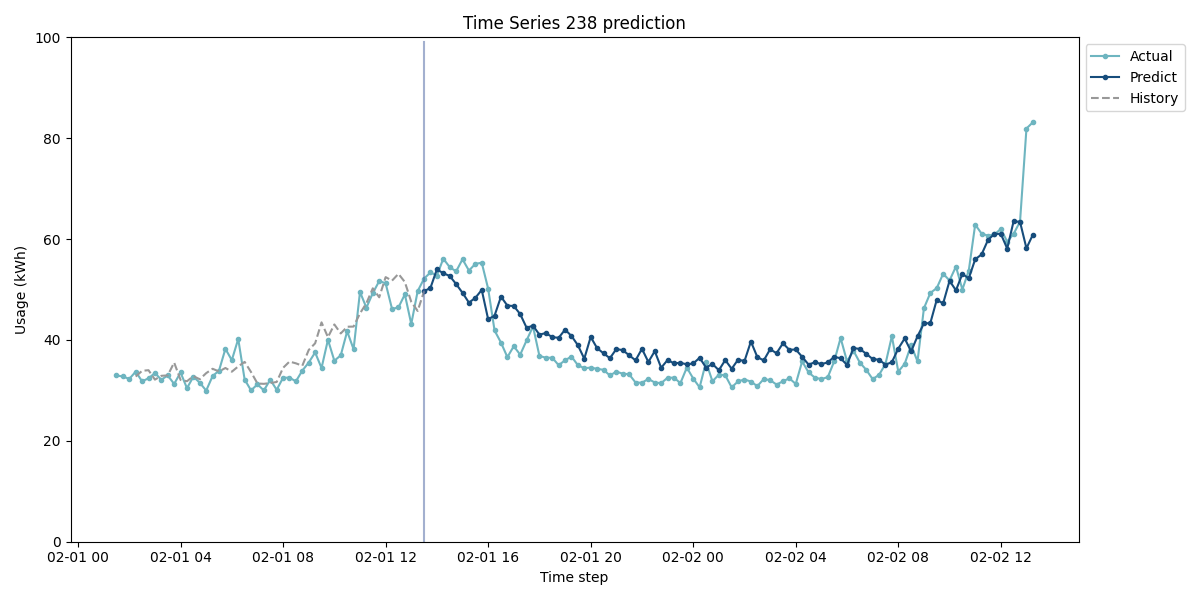 Time Series 238 prediction
Usage (kWh)
100
80
60
40
20
0
02-01 00
02-01 04
02-01 08
02-01 12
02-01 16
02-01 20
02-02 00
02-02 04
02-02 08
02-02 12
Time step
Actual
Predict
History